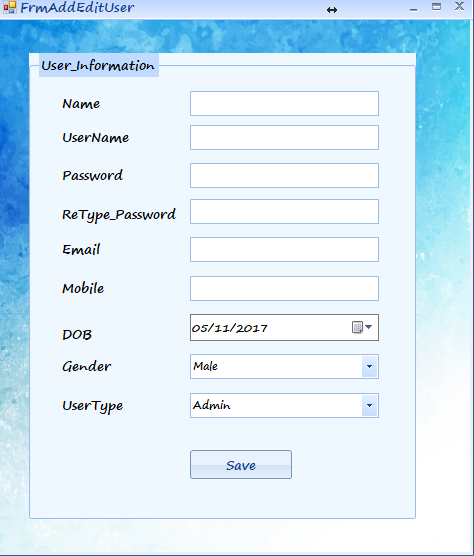 FrmAddEditUser
User_Information
Name
UserName
Password
ReType_Password
Email
Mobile
DOB 05/11/2017
Gender Male
UserType Admin
Save